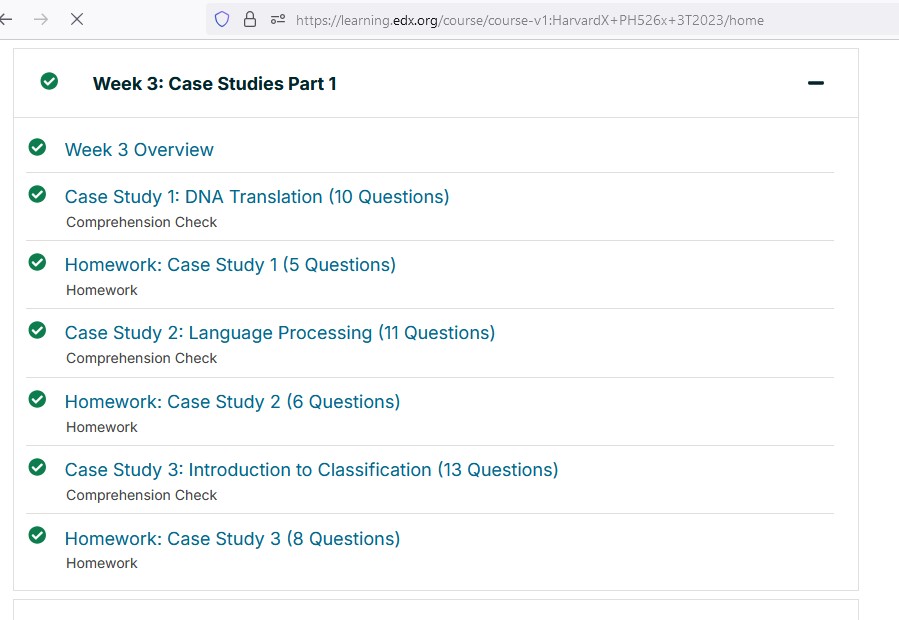 https://learning.edx.org/course/course-v1:HarvardX+PH526x+3T2023/home
Week 3: Case Studies Part 1
Week 3 Overview
Case Study 1: DNA Translation (10 Questions)
Comprehension Check
Homework: Case Study 1 (5 Questions)
Homework
Case Study 2: Language Processing (11 Questions)
Comprehension Check
Homework: Case Study 2 (6 Questions)
Homework
Case Study 3: Introduction to Classification (13 Questions)
Comprehension Check
Homework: Case Study 3 (8 Questions)
Homework